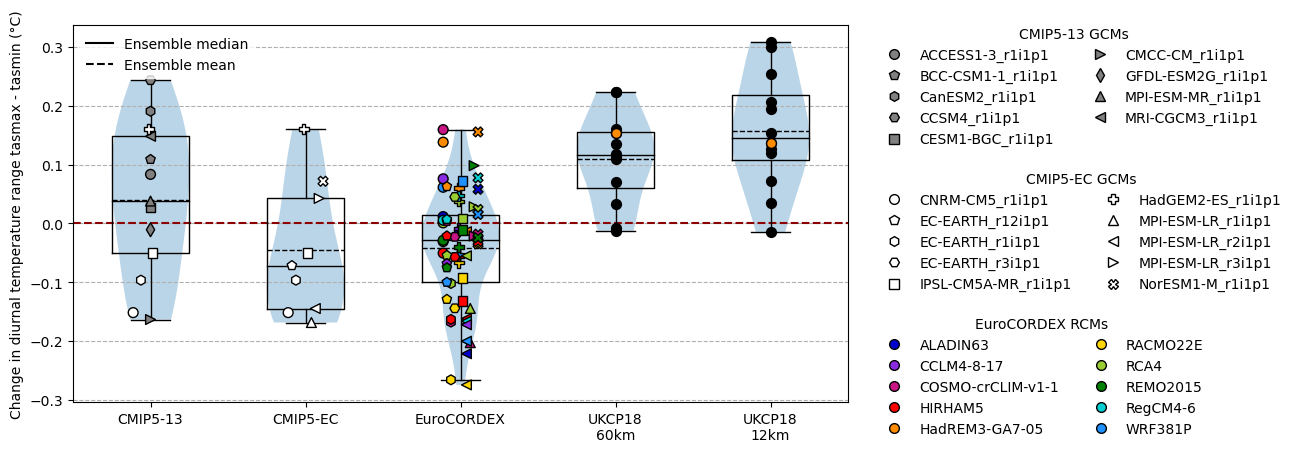 Change in diurnal temperature range tasmax - tasmin (°C)
0.3
0.2
0.1
0.0
−0.1
−0.2
−0.3
Ensemble median
Ensemble mean
CMIP5-13
CMIP5-EC
EuroCORDEX
UKCP18
60km
UKCP18
12km
CMIP5-13 GCMs
ACCESS1-3_r1i1p1
BCC-CSM1-1_r1i1p1
CanESM2_r1i1p1
CCSM4_r1i1p1
CESM1-BGC_r1i1p1
CMCC-CM_r1i1p1
GFDL-ESM2G_r1i1p1
MPI-ESM-MR_r1i1p1
MRI-CGCM3_r1i1p1
CMIP5-EC GCMs
CNRM-CM5_r1i1p1
EC-EARTH_r12i1p1
EC-EARTH_r1i1p1
EC-EARTH_r3i1p1
IPSL-CM5A-MR_r1i1p1
HadGEM2-ES_r1i1p1
MPI-ESM-LR_r1i1p1
MPI-ESM-LR_r2i1p1
MPI-ESM-LR_r3i1p1
NorESM1-M_r1i1p1
EuroCORDEX RCMs
ALADIN63
CCLM4-8-17
COSMO-crCLIM-v1-1
HIRHAM5
HadREM3-GA7-05
RACMO22E
RCA4
REMO2015
RegCM4-6
WRF381P